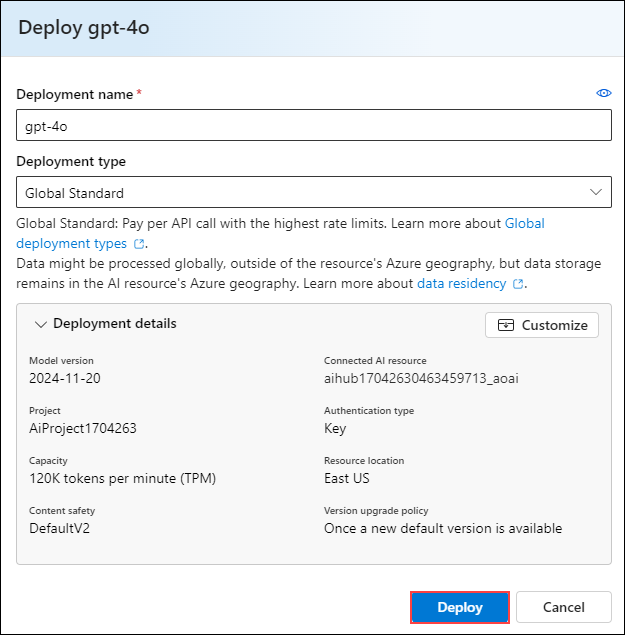 Deploy gpt-4o
Deployment name *
gpt-4o
Deployment type
Global Standard
Global Standard: Pay per API call with the highest rate limits. Learn more about Global
deployment types .
Data might be processed globally, outside of the resource's Azure geography, but data storage
remains in the AI resource's Azure geography. Learn more about data residency .
Deployment details
Customize
Model version
2024-11-20
Connected AI resource
aihub17042630463459713_aoai
Project
AiProject1704263
Authentication type
Key
Capacity
120K tokens per minute (TPM)
Resource location
East US
Content safety
DefaultV2
Version upgrade policy
Once a new default version is available
Deploy
Cancel